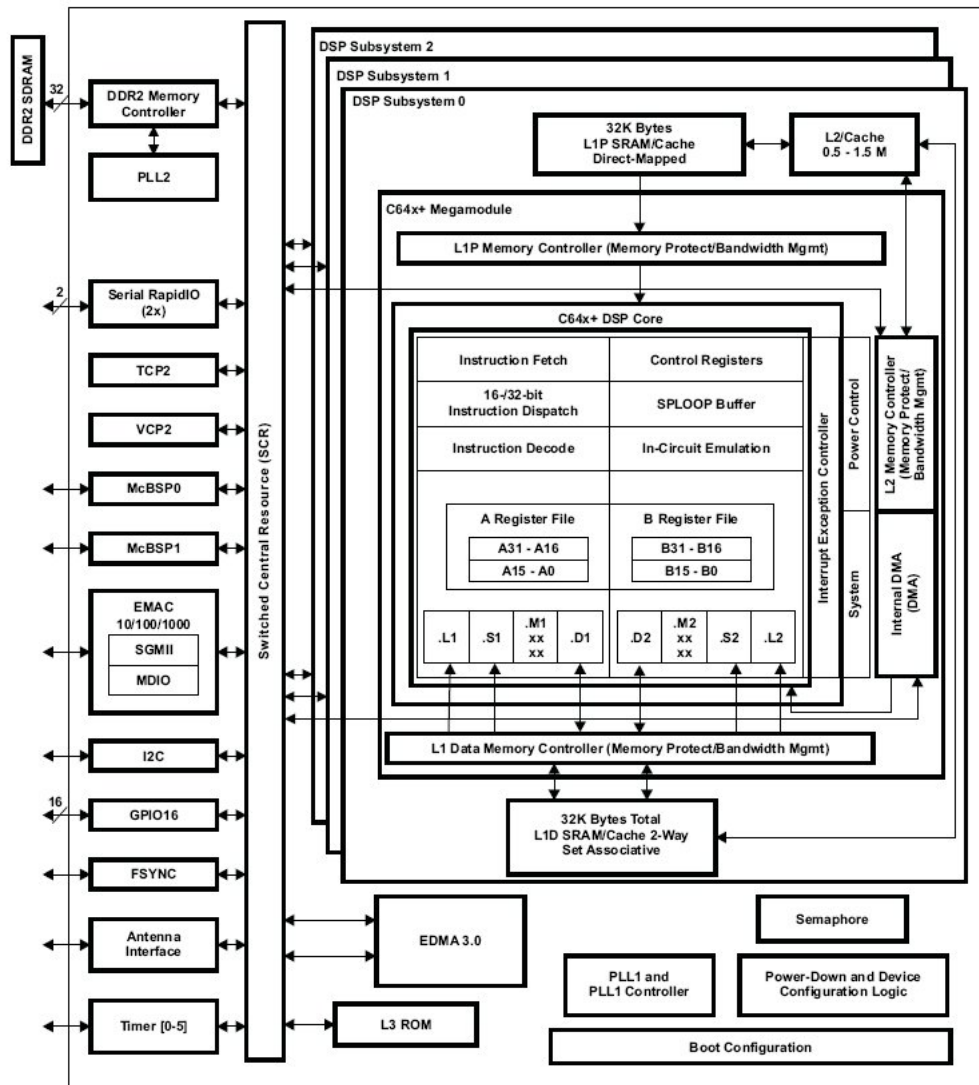 DSP Subsystem 2
DSP Subsystem 1
DSP Subsystem 0
DDR2 SDRAM
32
DDR2 Memory
Controller
PLL2
32K Bytes
L1P SRAM/Cache
Direct-Mapped
L2/Cache
0.5 - 1.5 M
C64x+ Megamodule
L1P Memory Controller (Memory Protect/Bandwidth Mgmt)
2
Serial RapidIO
(2x)
TCP2
VCP2
McBSP0
McBSP1
EMAC
10/100/1000
SGMII
MDIO
I2C
16
GPIO16
FSYNC
Antenna
Interface
Timer [0-5]
Switched Central Resource (SCR)
C64x+ DSP Core
Instruction Fetch
Control Registers
16-/32-bit
Instruction Dispatch
SPLOOP Buffer
Instruction Decode
In-Circuit Emulation
A Register File
A31 - A16
A15 - A0
B Register File
B31 - B16
B15 - B0
.L1
.S1
.M1
xx
xx
.D1
.D2
.M2
xx
xx
.S2
.L2
Interrupt Exception Controller
Power Control
System
L2 Memory Controller
(Memory Protect/
Bandwidth Mgmt)
Internal DMA
(DMA)
L1 Data Memory Controller (Memory Protect/Bandwidth Mgmt)
32K Bytes Total
L1D SRAM/Cache 2-Way
Set Associative
EDMA 3.0
L3 ROM
Semaphore
PLL1 and
PLL1 Controller
Power-Down and Device
Configuration Logic
Boot Configuration